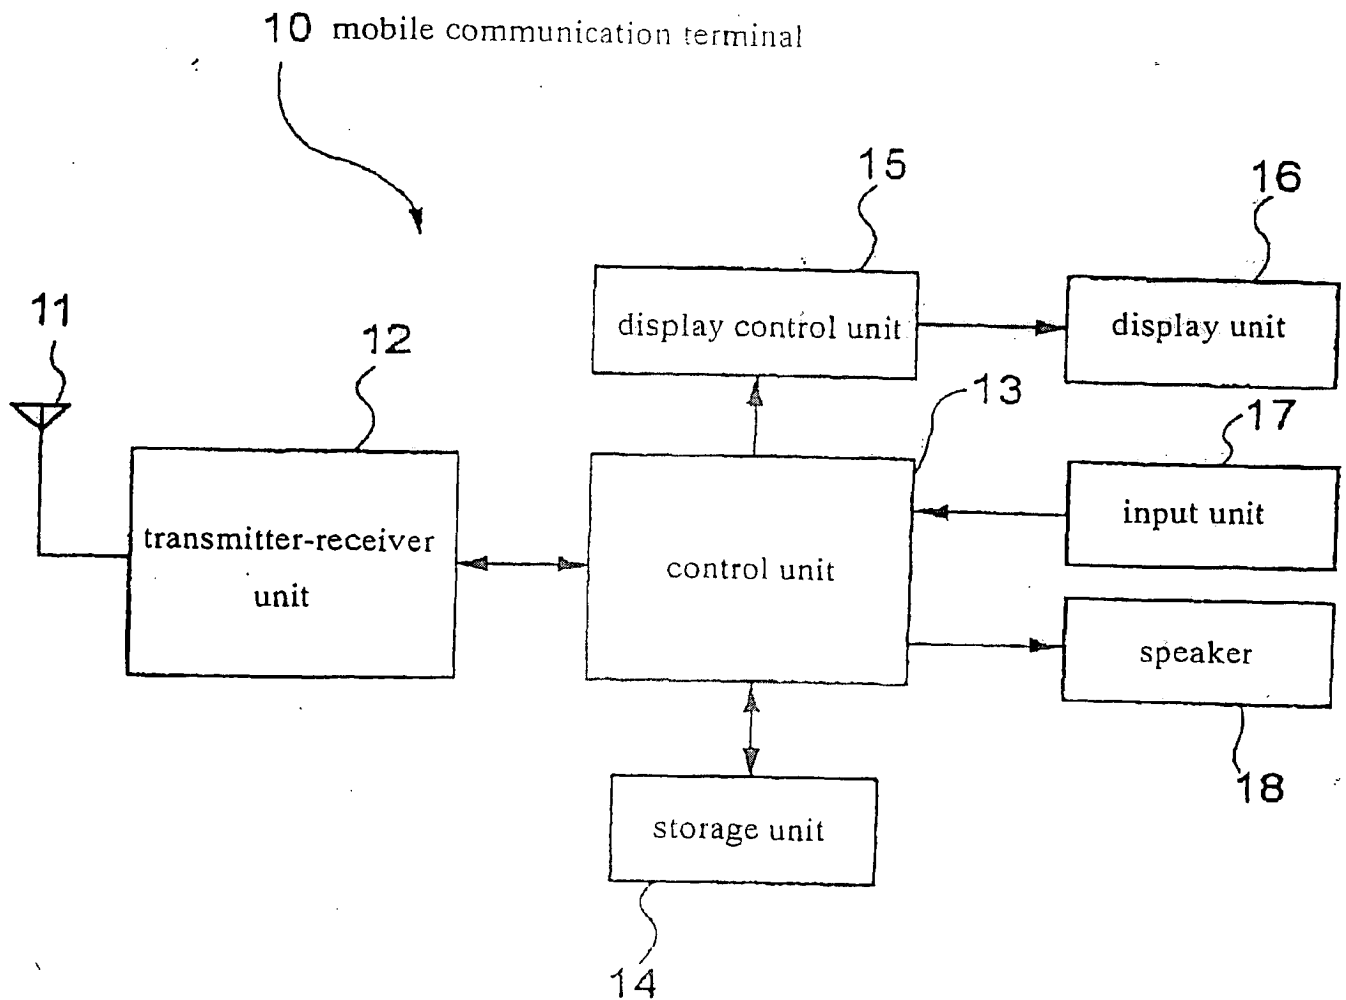 10 mobile communication terminal
15
16
11
12
display control unit
display unit
13
17
transmitter-receiver
unit
control unit
input unit
speaker
18
storage unit
14